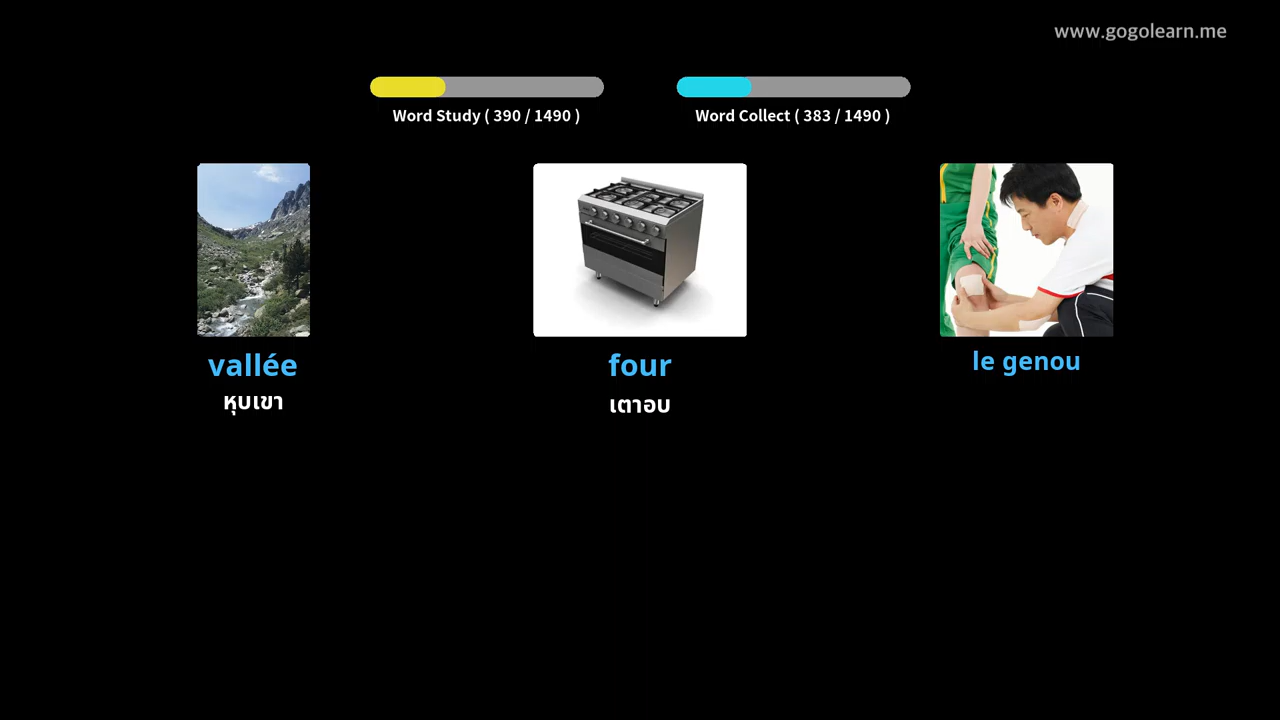 www.gogolearn.me
Word Study ( 390 / 1490 )
Word Collect ( 383 / 1490 )
vallée
four
le genou
หุบเขา
เตาอบ